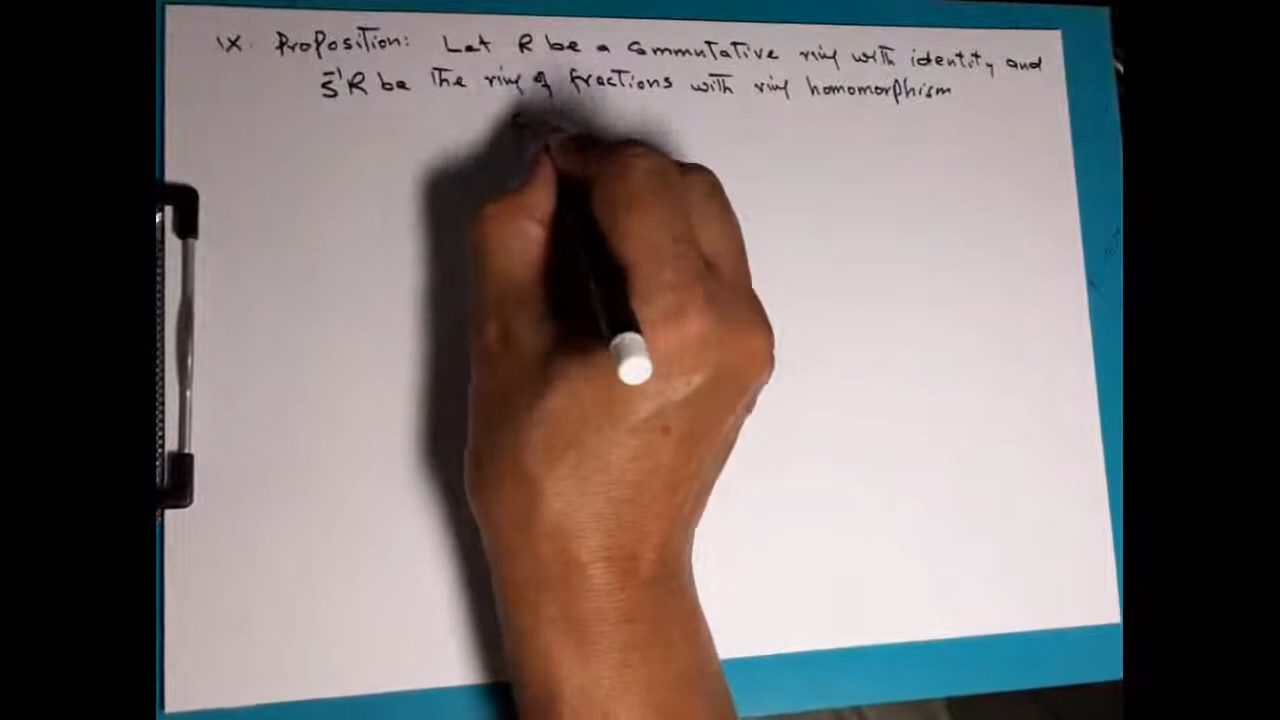 IX. Proposition: Let R be a commutative ring with identity and
S⁻¹R be the ring of fractions with ring homomorphism